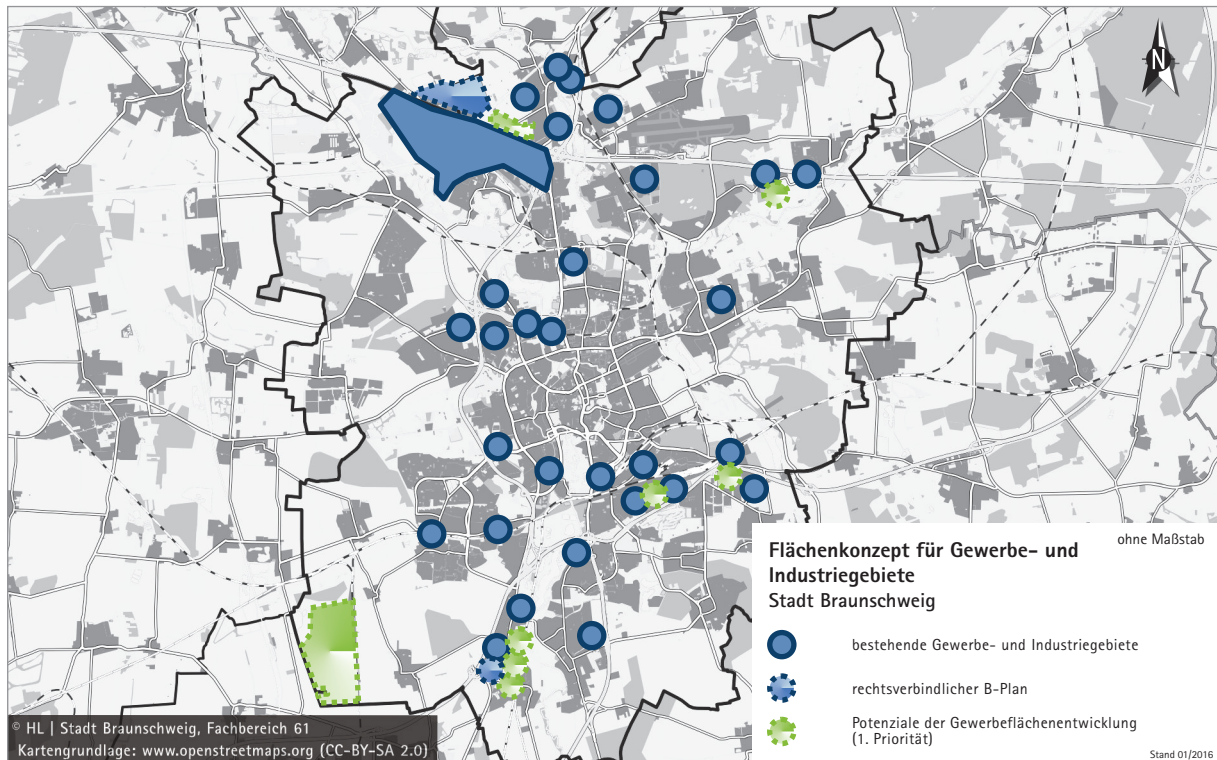 N
ohne Maßstab
Flächenkonzept für Gewerbe- und
Industriegebiete
Stadt Braunschweig
bestehende Gewerbe- und Industriegebiete
rechtsverbindlicher B-Plan
Potenziale der Gewerbeflächenentwicklung
(1. Priorität)
Stand 01/2016
© HL | Stadt Braunschweig, Fachbereich 61
Kartengrundlage: www.openstreetmaps.org (CC-BY-SA 2.0)